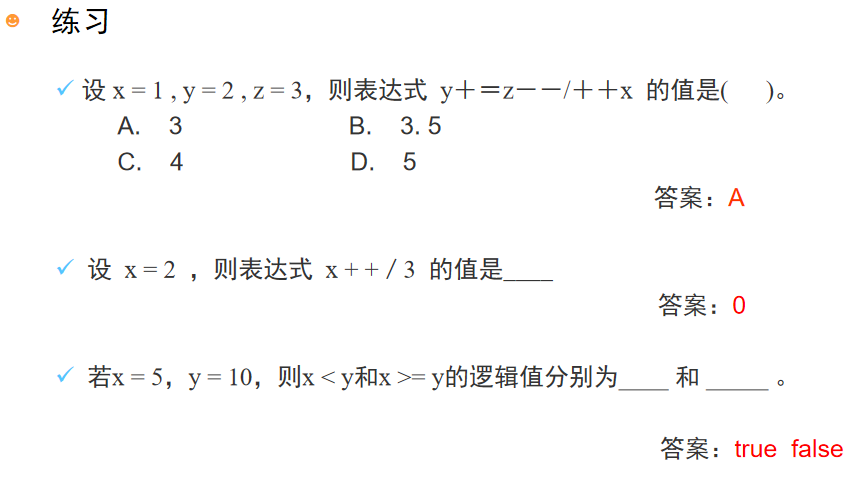 练习
设 x = 1 , y = 2 , z = 3，则表达式 y＋＝z－－/＋＋x 的值是( )。
A. 3 B. 3. 5
C. 4 D. 5
答案：A
设 x = 2 ，则表达式 x + + / 3 的值是____
答案：0
若x = 5，y = 10，则x < y和x >= y的逻辑值分别为____ 和 _____ 。
答案：true false